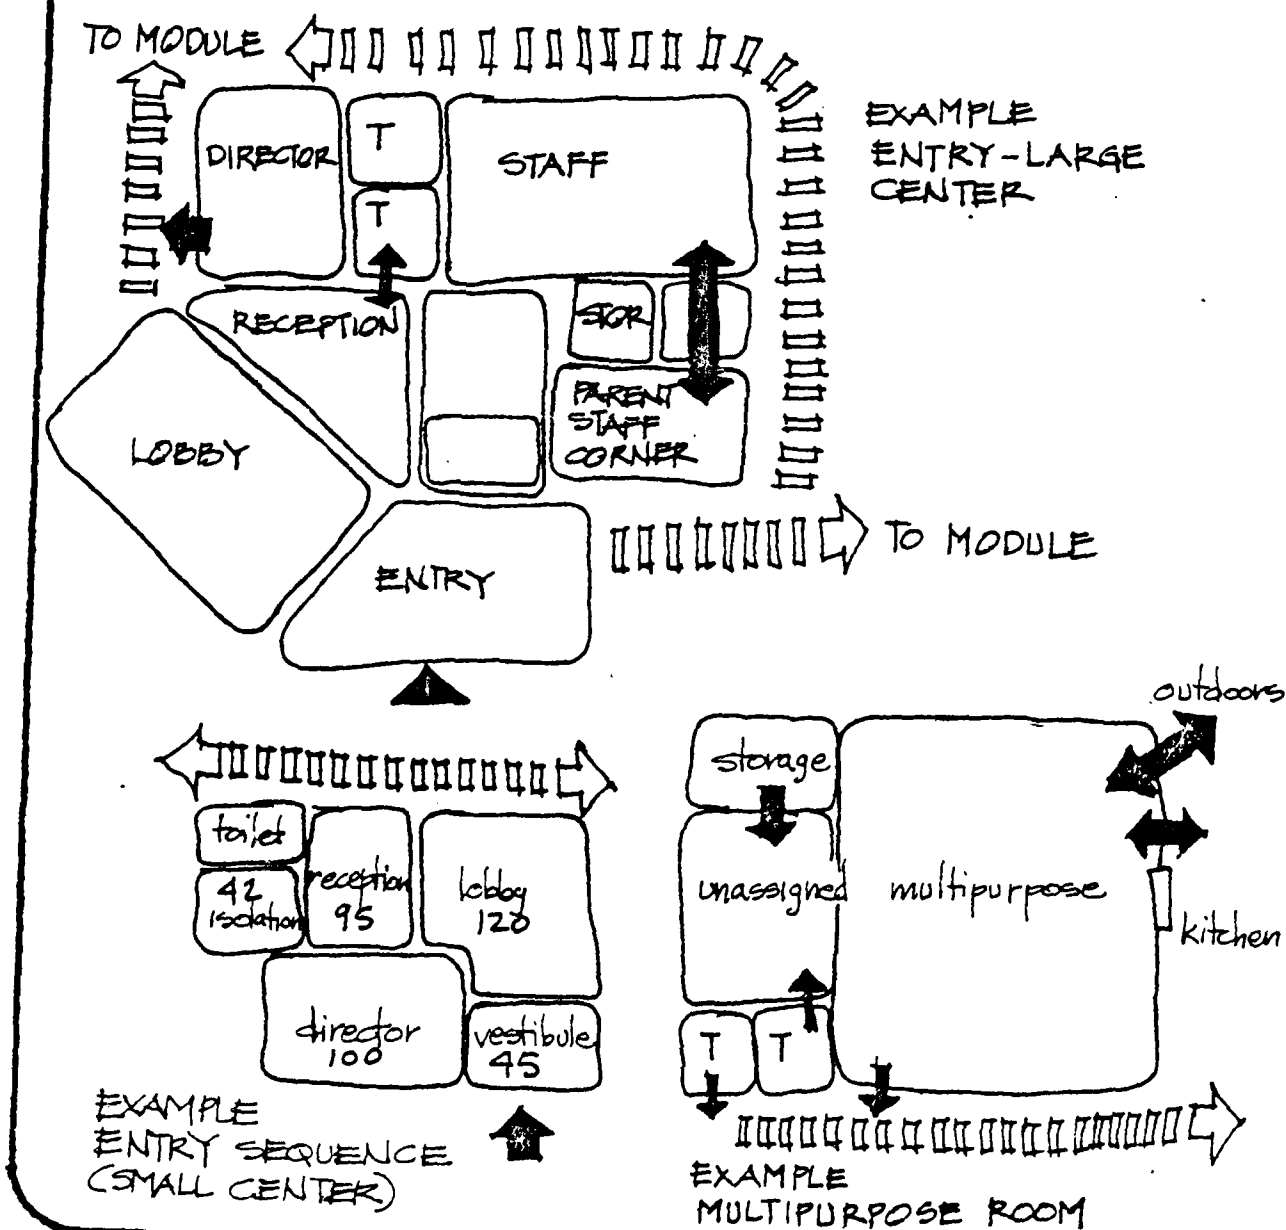 TO MODULE
EXAMPLE
ENTRY-LARGE
CENTER
DIRECTOR
T
STAFF
T
RECEPTION
STOR
PARENT
STAFF
CORNER
LOBBY
TO MODULE
ENTRY
outdoors
storage
toilet
42
isolation
reception
95
lobby
120
unassigned
multipurpose
kitchen
director
100
vestibule
45
T
T
EXAMPLE
ENTRY SEQUENCE
(SMALL CENTER)
EXAMPLE
MULTIPURPOSE ROOM